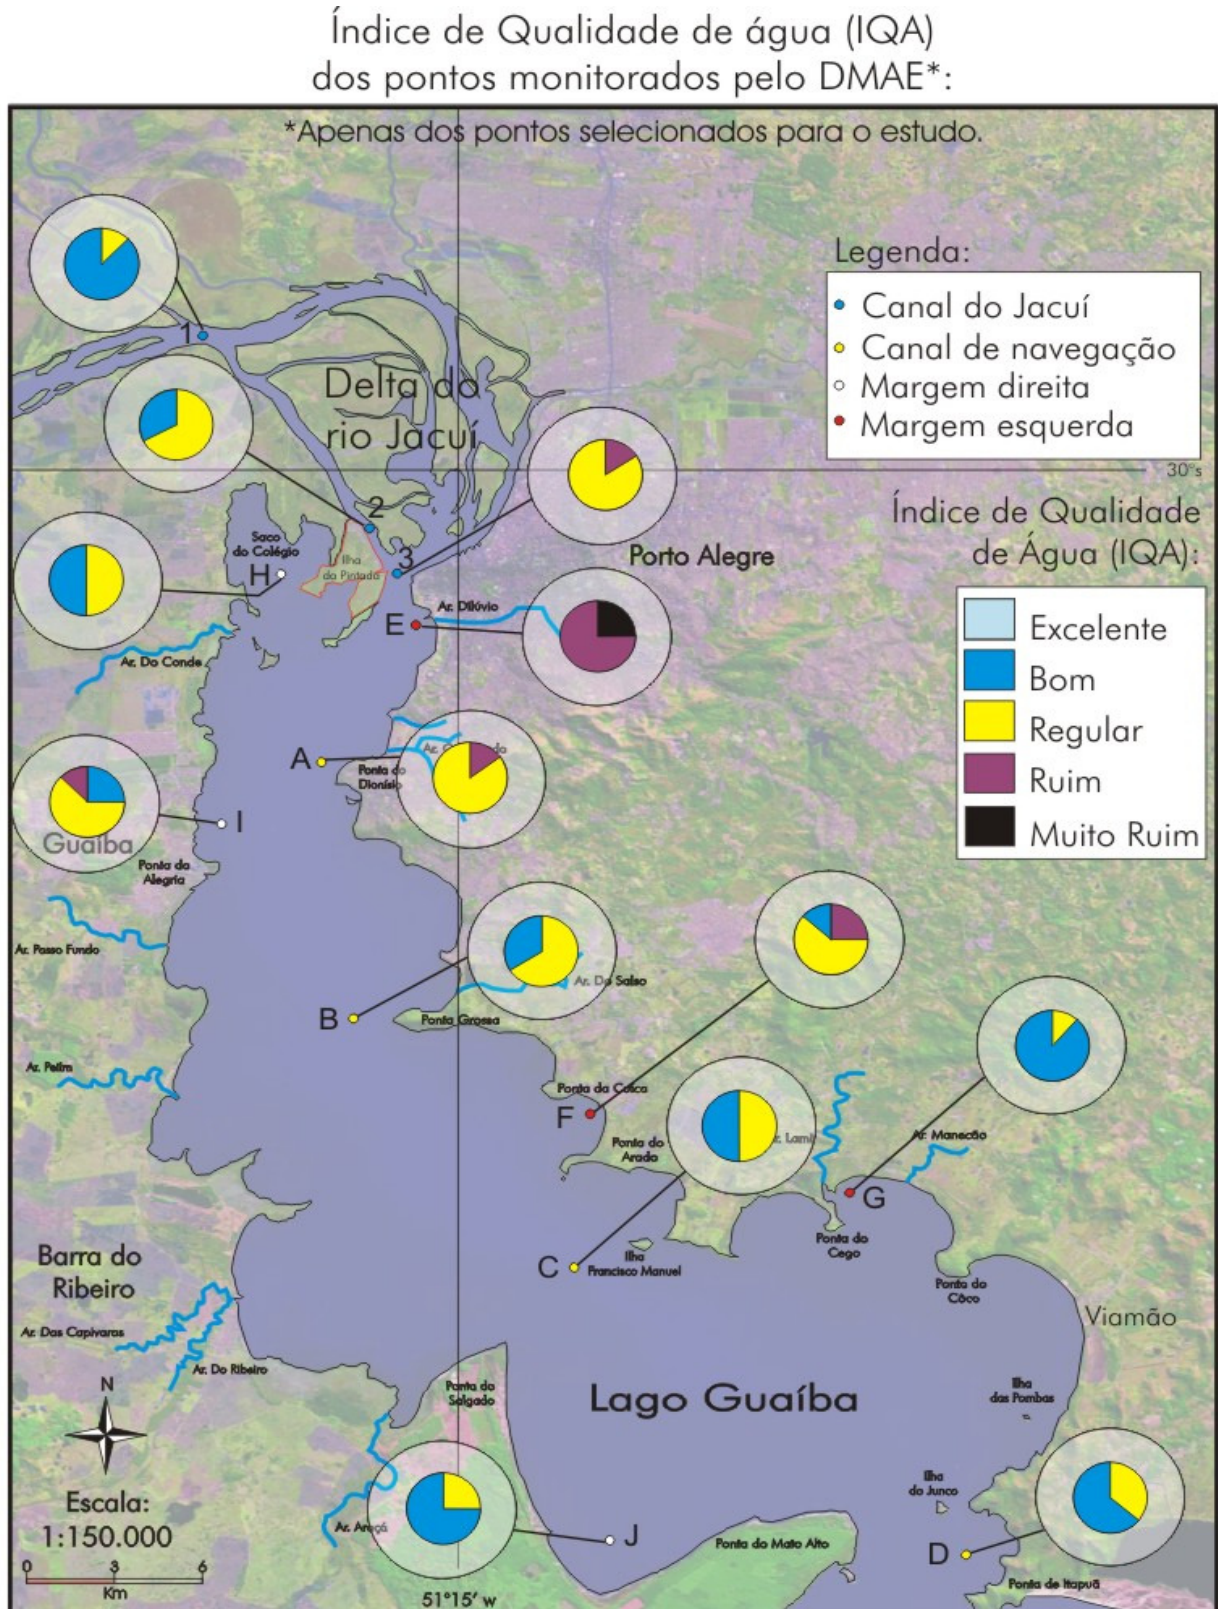 Índice de Qualidade de água (IQA)
dos pontos monitorados pelo DMAE*:
*Apenas dos pontos selecionados para o estudo.
Legenda:
Canal do Jacuí
Canal de navegação
Margem direita
Margem esquerda
1
Delta do
rio Jacuí
30°s
2
Índice de Qualidade
de Água (IQA):
Excelente
Bom
Regular
Ruim
Muito Ruim
Saco
do Colégio
H
Ilha
da Pintada
3
Porto Alegre
E
Ar. Dilúvio
Ar. Do Conde
A
Ponta do
Dionísio
I
Guaíba
Ponta da
Alegria
Ar. Passo Fundo
Ar. Do Salso
B
Ponta Grossa
Ar. Petim
Ponta da Cuíca
F
Ponta do
Arado
Ar. Manecão
G
Ponta do
Cego
C
Ilha
Francisco Manuel
Ponta do
Côco
Barra do
Ribeiro
Viamão
Ar. Das Capivaras
Ar. Do Ribeiro
N
Ponta do
Salgado
Lago Guaíba
Ilha
das Pombas
Ilha
do Junco
Escala:
1:150.000
Ar. Araçá
J
Ponta do Mato Alto
D
0 3 6
Km
51°15' w
Ponta de Itapuã